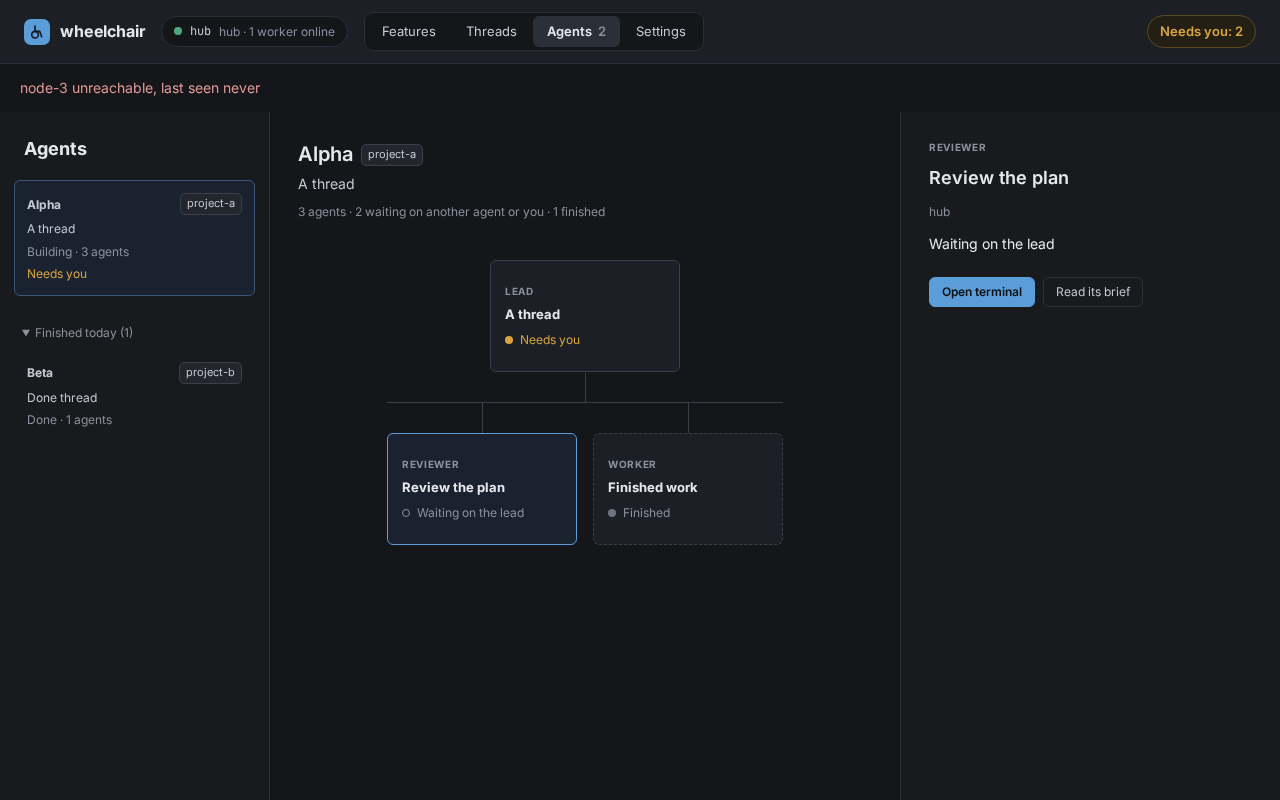 wheelchair
hub hub · 1 worker online
Features
Threads
Agents 2
Settings
Needs you: 2
node-3 unreachable, last seen never
Agents
Alpha project-a
A thread
Building · 3 agents
Needs you
▼ Finished today (1)
Beta project-b
Done thread
Done · 1 agents
Alpha project-a
A thread
3 agents · 2 waiting on another agent or you · 1 finished
LEAD
A thread
Needs you
REVIEWER
Review the plan
Waiting on the lead
WORKER
Finished work
Finished
REVIEWER
Review the plan
hub
Waiting on the lead
Open terminal
Read its brief